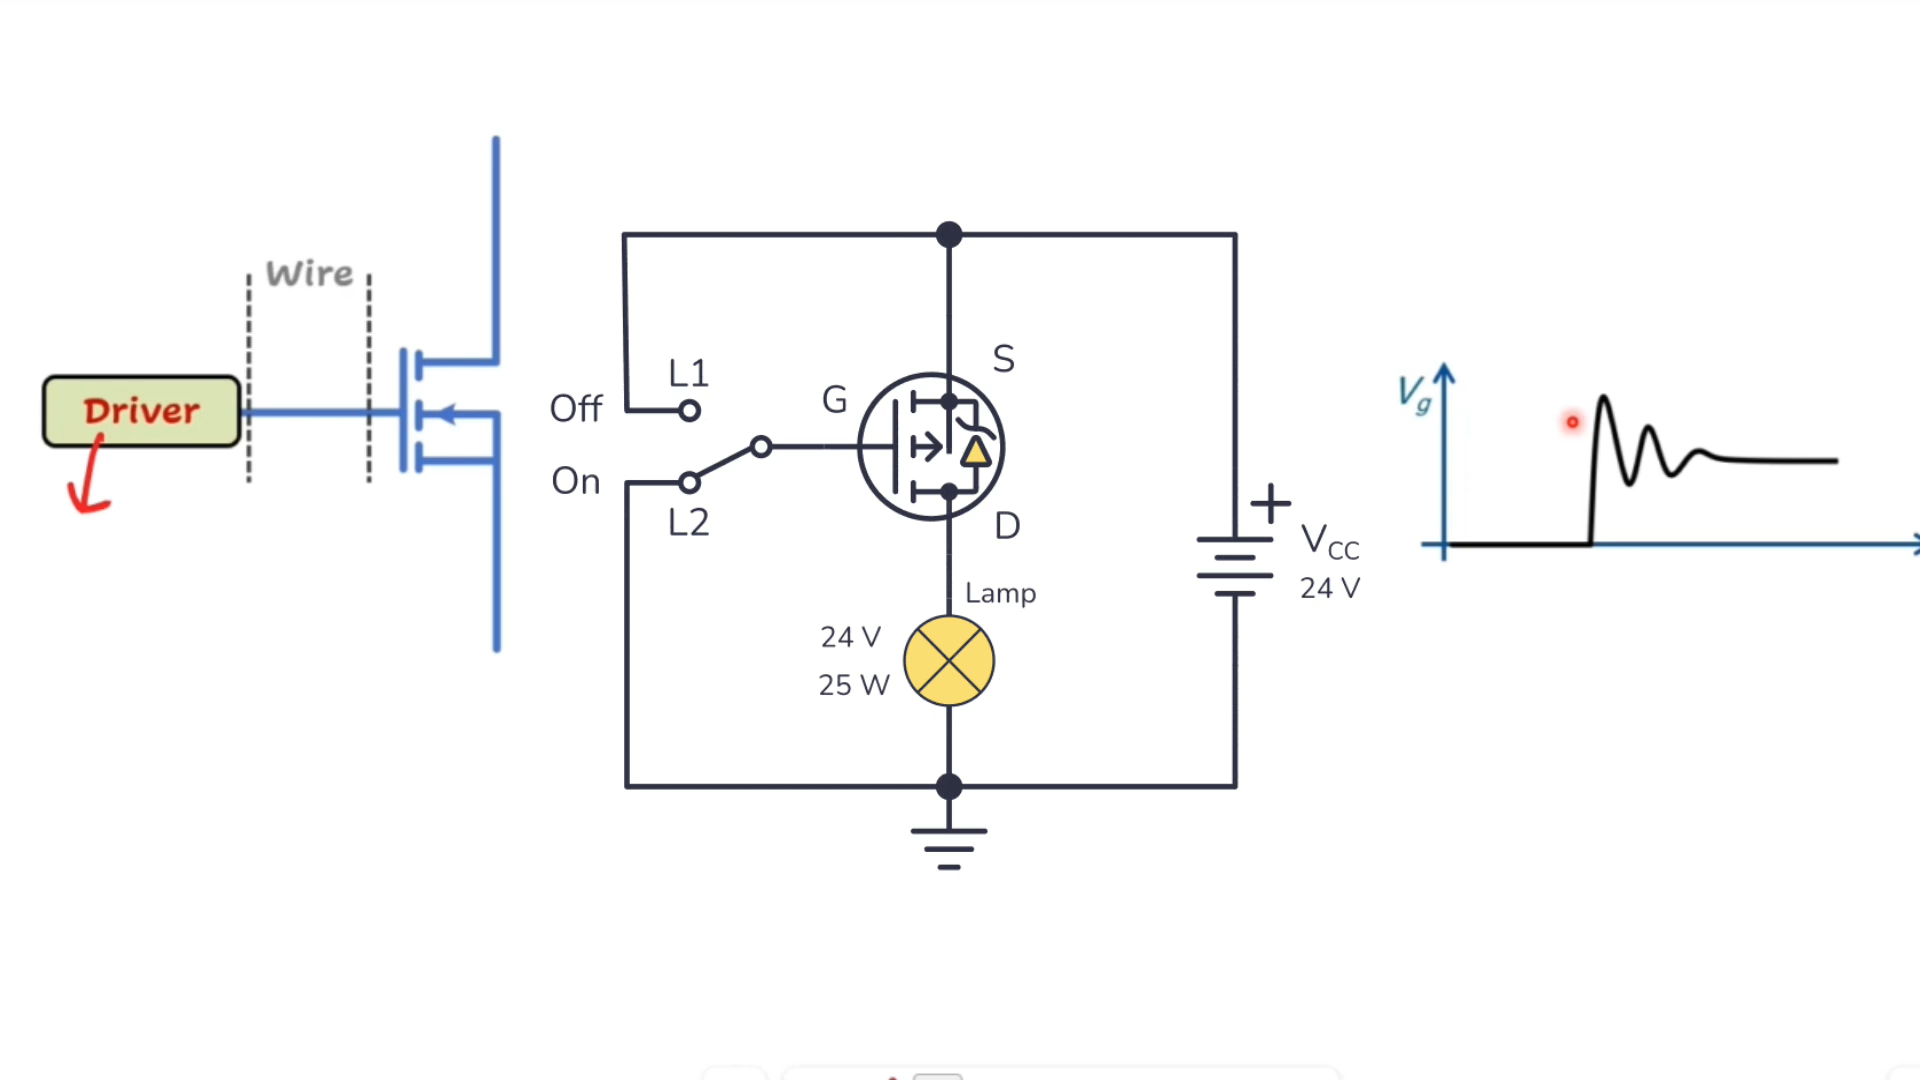 Wire
Driver
Off
L1
On
L2
G
S
D
Lamp
24 V
25 W
+
VCC
24 V
Vg